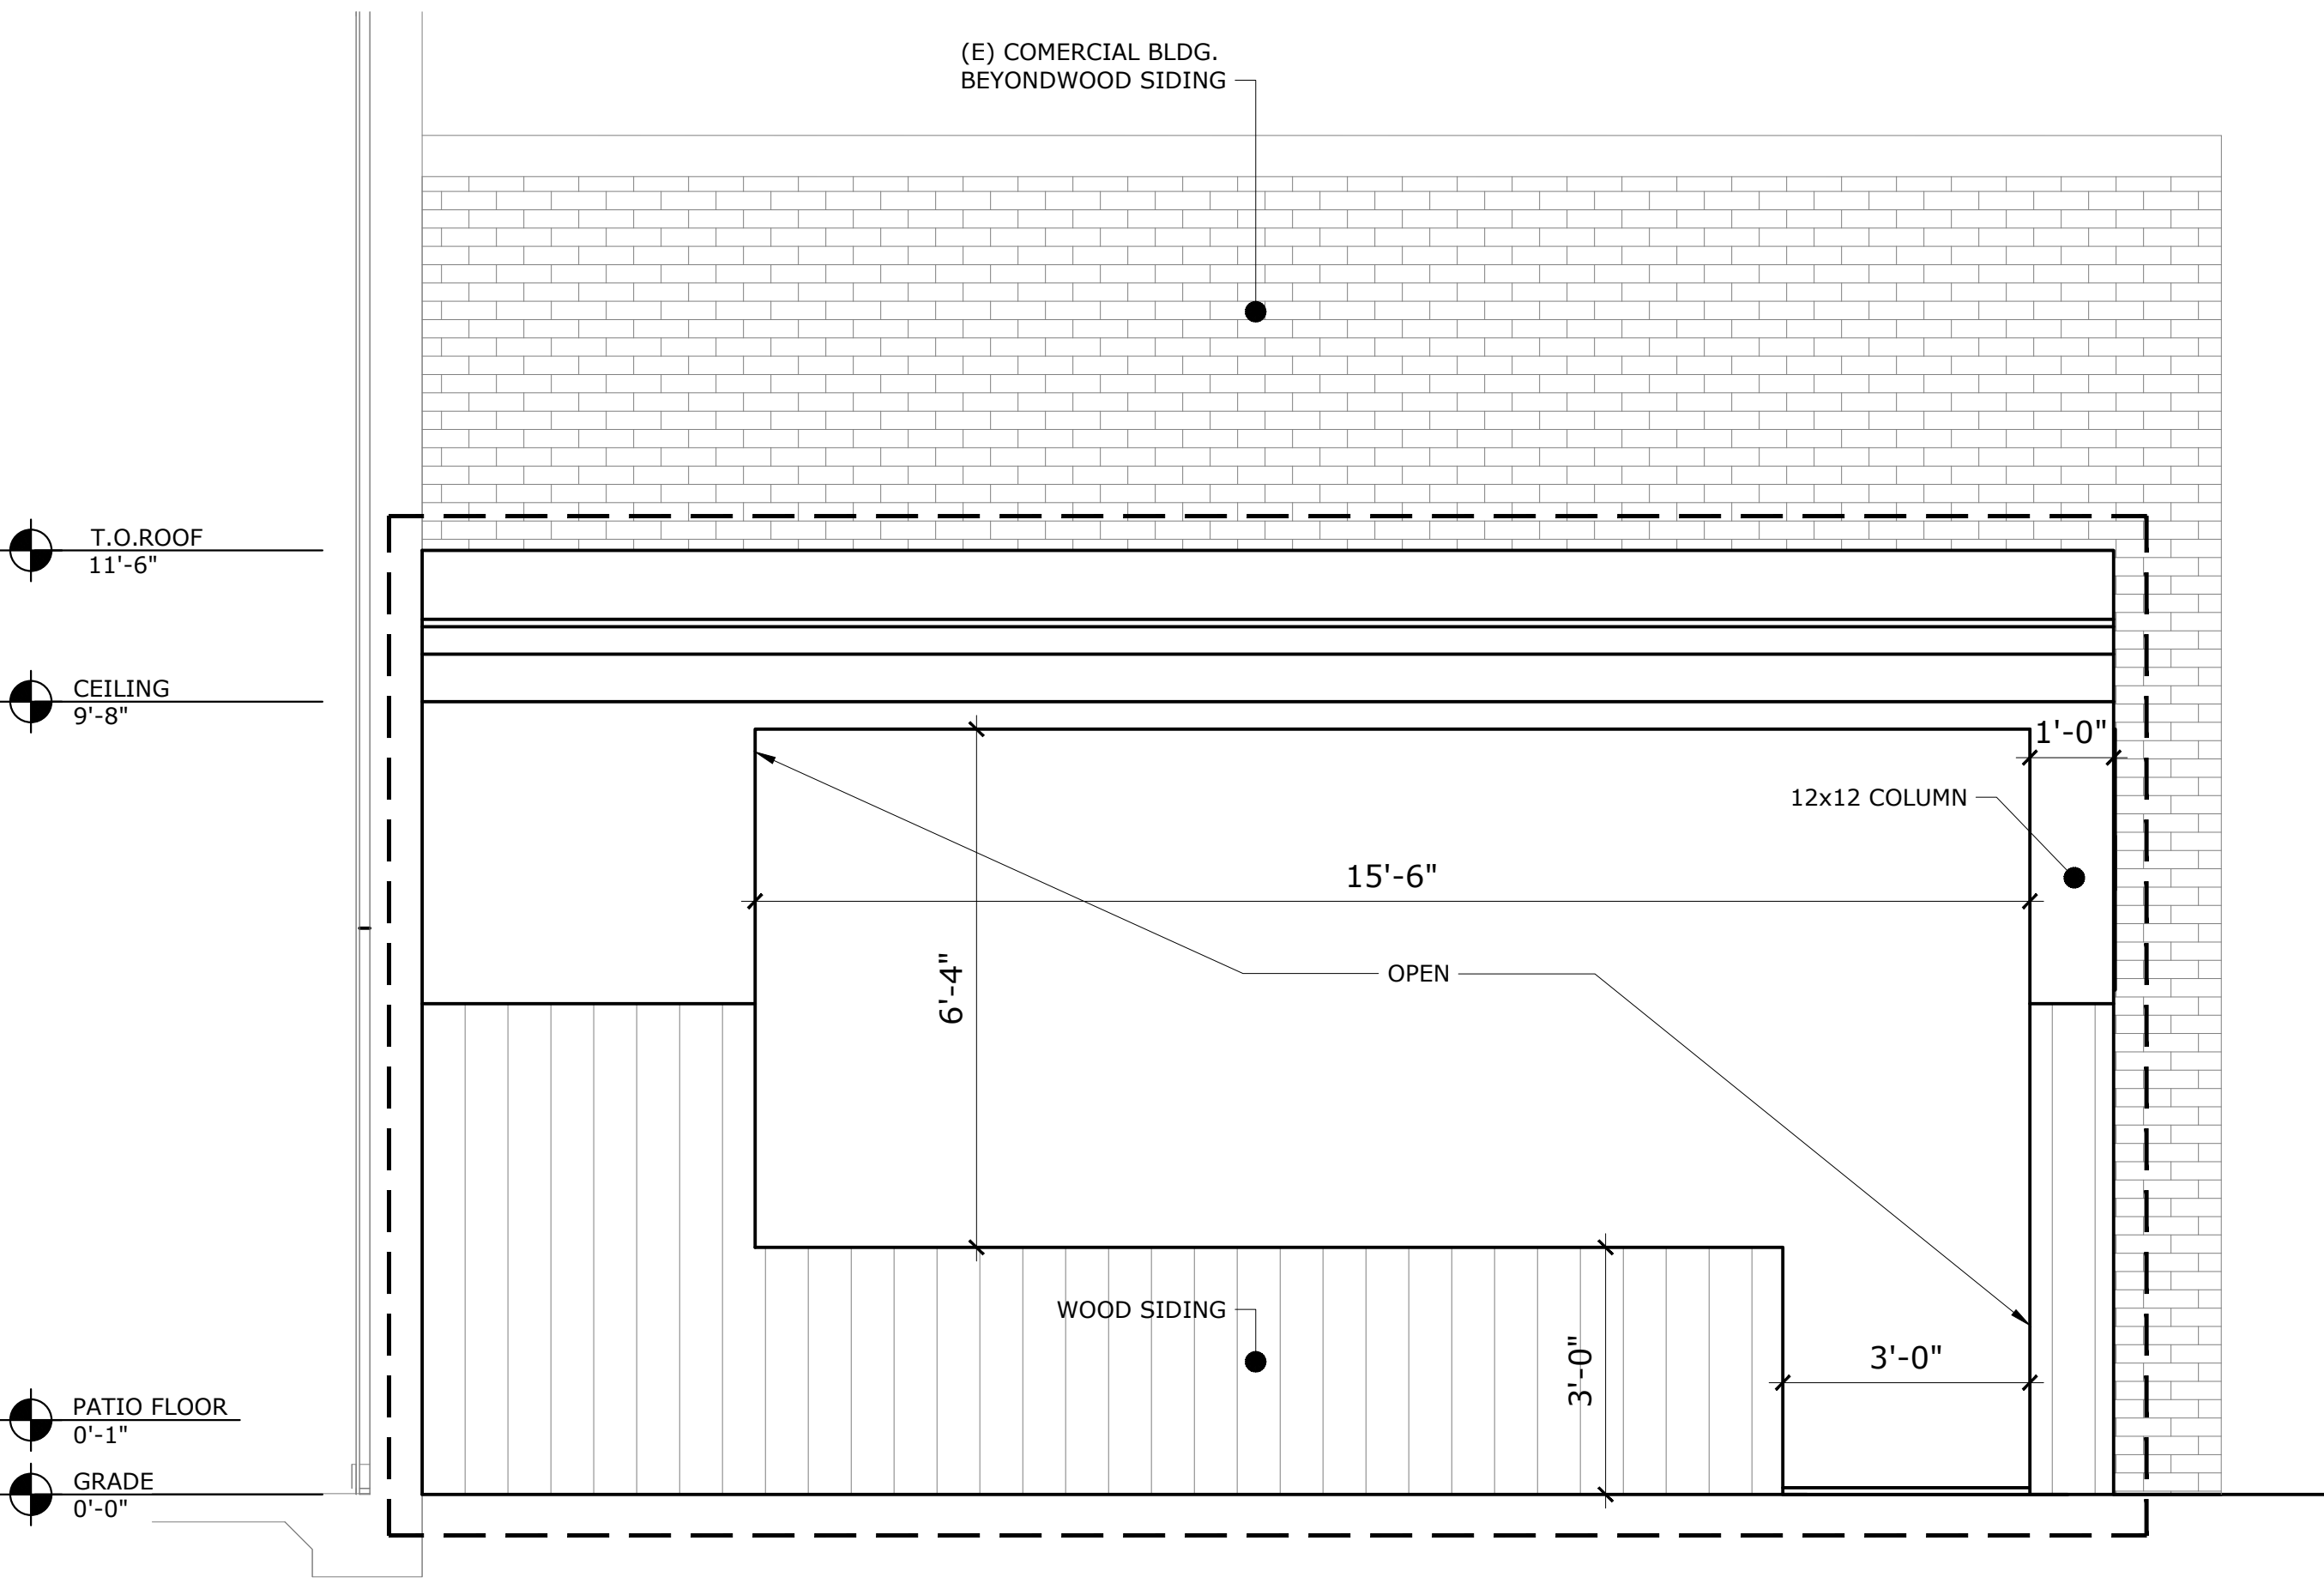 (E) COMERCIAL BLDG.
BEYONDWOOD SIDING
T.O.ROOF
11'-6"
CEILING
9'-8"
1'-0"
12x12 COLUMN
15'-6"
6'-4"
OPEN
WOOD SIDING
3'-0"
3'-0"
PATIO FLOOR
0'-1"
GRADE
0'-0"